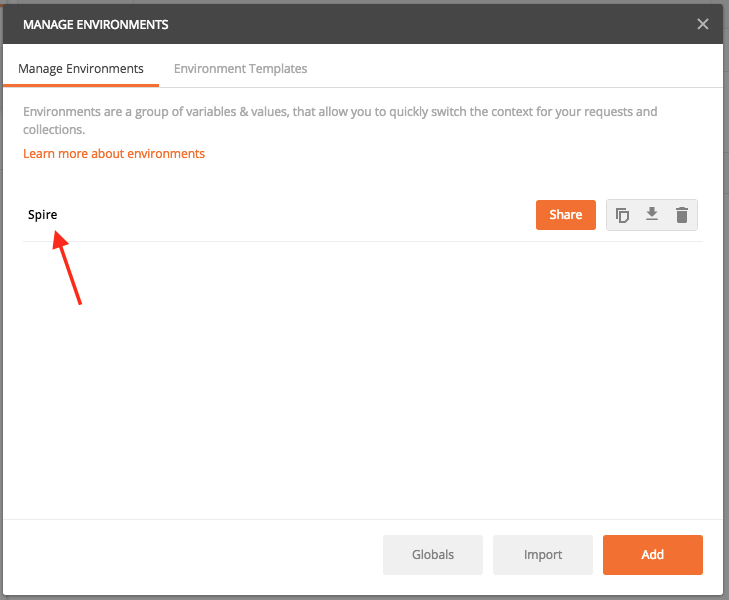 MANAGE ENVIRONMENTS
Manage Environments
Environment Templates
Environments are a group of variables & values, that allow you to quickly switch the context for your requests and
collections.
Learn more about environments
Spire
Share
Globals
Import
Add